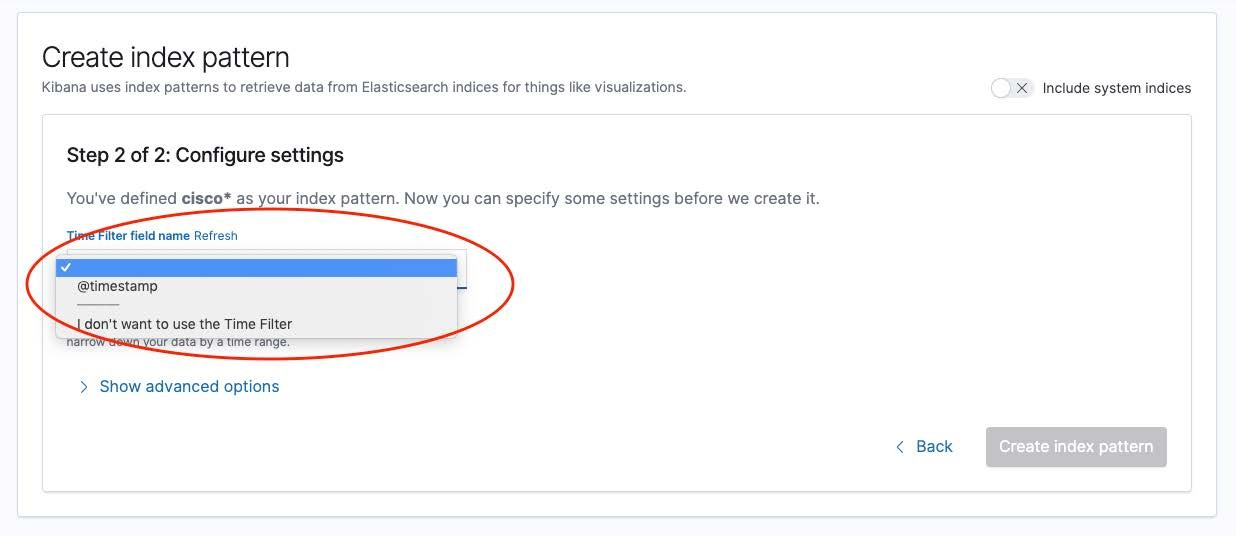 Create index pattern
Kibana uses index patterns to retrieve data from Elasticsearch indices for things like visualizations.
Include system indices
Step 2 of 2: Configure settings
You've defined cisco* as your index pattern. Now you can specify some settings before we create it.
Time Filter field name Refresh
@timestamp
I don't want to use the Time Filter
narrow down your data by a time range.
Show advanced options
Back
Create index pattern